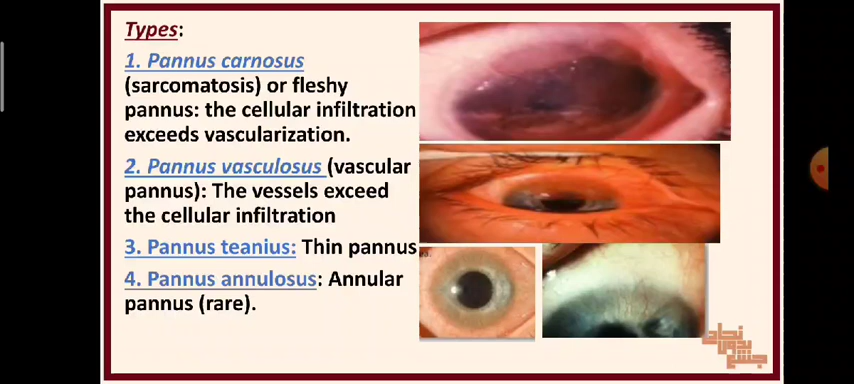 Types:
1. Pannus carnosus
(sarcomatosis) or fleshy
pannus: the cellular infiltration
exceeds vascularization.
2. Pannus vasculosus (vascular
pannus): The vessels exceed
the cellular infiltration
3. Pannus teanius: Thin pannus
4. Pannus annulosus: Annular
pannus (rare).